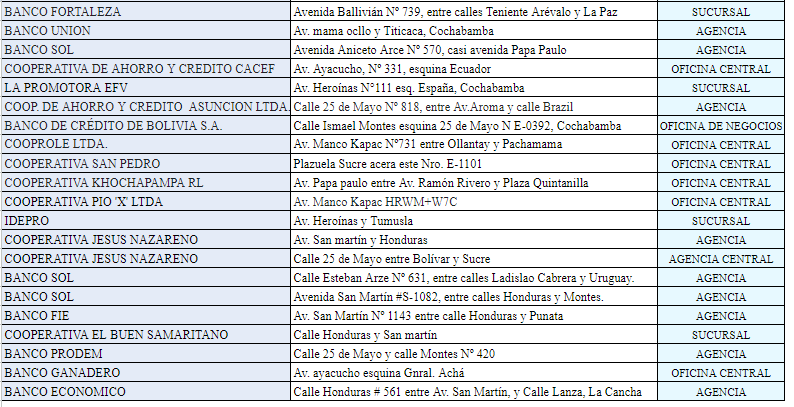 BANCO FORTALEZA Avenida Ballivián N° 739, entre calles Teniente Arévalo y La Paz SUCURSAL
BANCO UNION Av. mama ocllo y Titicaca, Cochabamba AGENCIA
BANCO SOL Avenida Aniceto Arce N° 570, casi avenida Papa Paulo AGENCIA
COOPERATIVA DE AHORRO Y CREDITO CACEF Av. Ayacucho, N° 331, esquina Ecuador OFICINA CENTRAL
LA PROMOTORA EFV Av. Heroínas N°111 esq. España, Cochabamba SUCURSAL
COOP. DE AHORRO Y CREDITO ASUNCION LTDA. Calle 25 de Mayo N° 818, entre Av.Aroma y calle Brazil AGENCIA
BANCO DE CRÉDITO DE BOLIVIA S.A. Calle Ismael Montes esquina 25 de Mayo N E-0392, Cochabamba OFICINA DE NEGOCIOS
COOPROLE LTDA. Av. Manco Kapac N°731 entre Ollantay y Pachamama OFICINA CENTRAL
COOPERATIVA SAN PEDRO Plazuela Sucre acera este Nro. E-1101 OFICINA CENTRAL
COOPERATIVA KHOCHAPAMPA RL Av. Papa paulo entre Av. Ramón Rivero y Plaza Quintanilla OFICINA CENTRAL
COOPERATIVA PIO 'X' LTDA Av. Manco Kapac HRWM+W7C OFICINA CENTRAL
IDEPRO Av. Heroínas y Tumusla SUCURSAL
COOPERATIVA JESUS NAZARENO Av. San martín y Honduras AGENCIA
COOPERATIVA JESUS NAZARENO Calle 25 de Mayo entre Bolívar y Sucre AGENCIA CENTRAL
BANCO SOL Calle Esteban Arze N° 631, entre calles Ladislao Cabrera y Uruguay. AGENCIA
BANCO SOL Avenida San Martín #S-1082, entre calles Honduras y Montes. AGENCIA
BANCO FIE Av. San Martín N° 1143 entre calle Honduras y Punata AGENCIA
COOPERATIVA EL BUEN SAMARITANO Calle Honduras y San martín SUCURSAL
BANCO PRODEM Calle 25 de Mayo y calle Montes N° 420 AGENCIA
BANCO GANADERO Av. ayacucho esquina Gnral. Achá OFICINA CENTRAL
BANCO ECONOMICO Calle Honduras # 561 entre Av. San Martín, y Calle Lanza, La Cancha AGENCIA